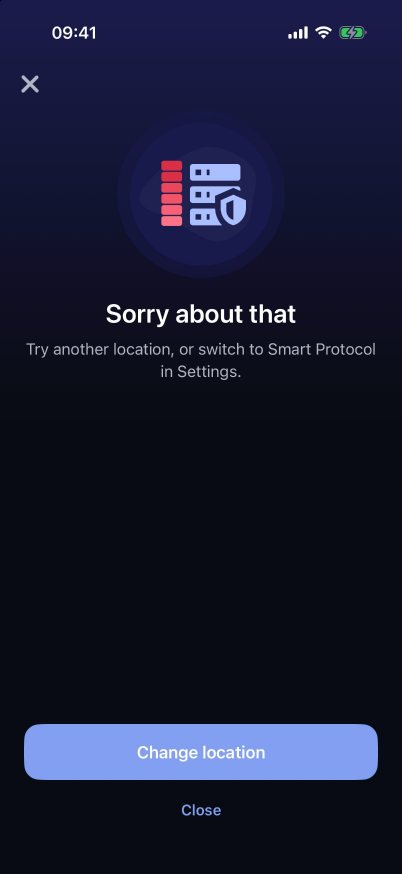 09:41
Sorry about that
Try another location, or switch to Smart Protocol
in Settings.
Change location
Close